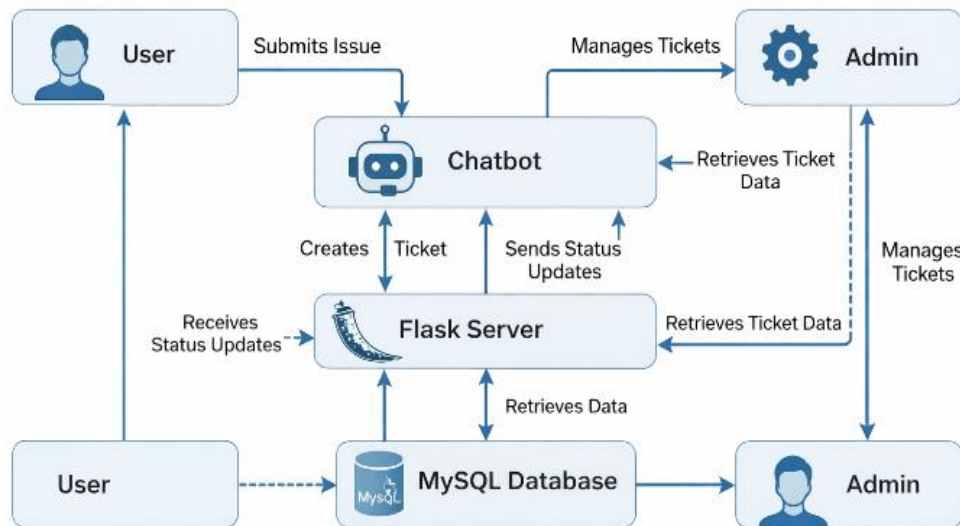 User
Submits Issue
Manages Tickets
Admin
Chatbot
Retrieves Ticket
Data
Creates Ticket
Sends Status
Updates
Manages
Tickets
Receives
Status Updates
Flask Server
Retrieves Ticket Data
Retrieves Data
User
MySQL
MySQL Database
Admin